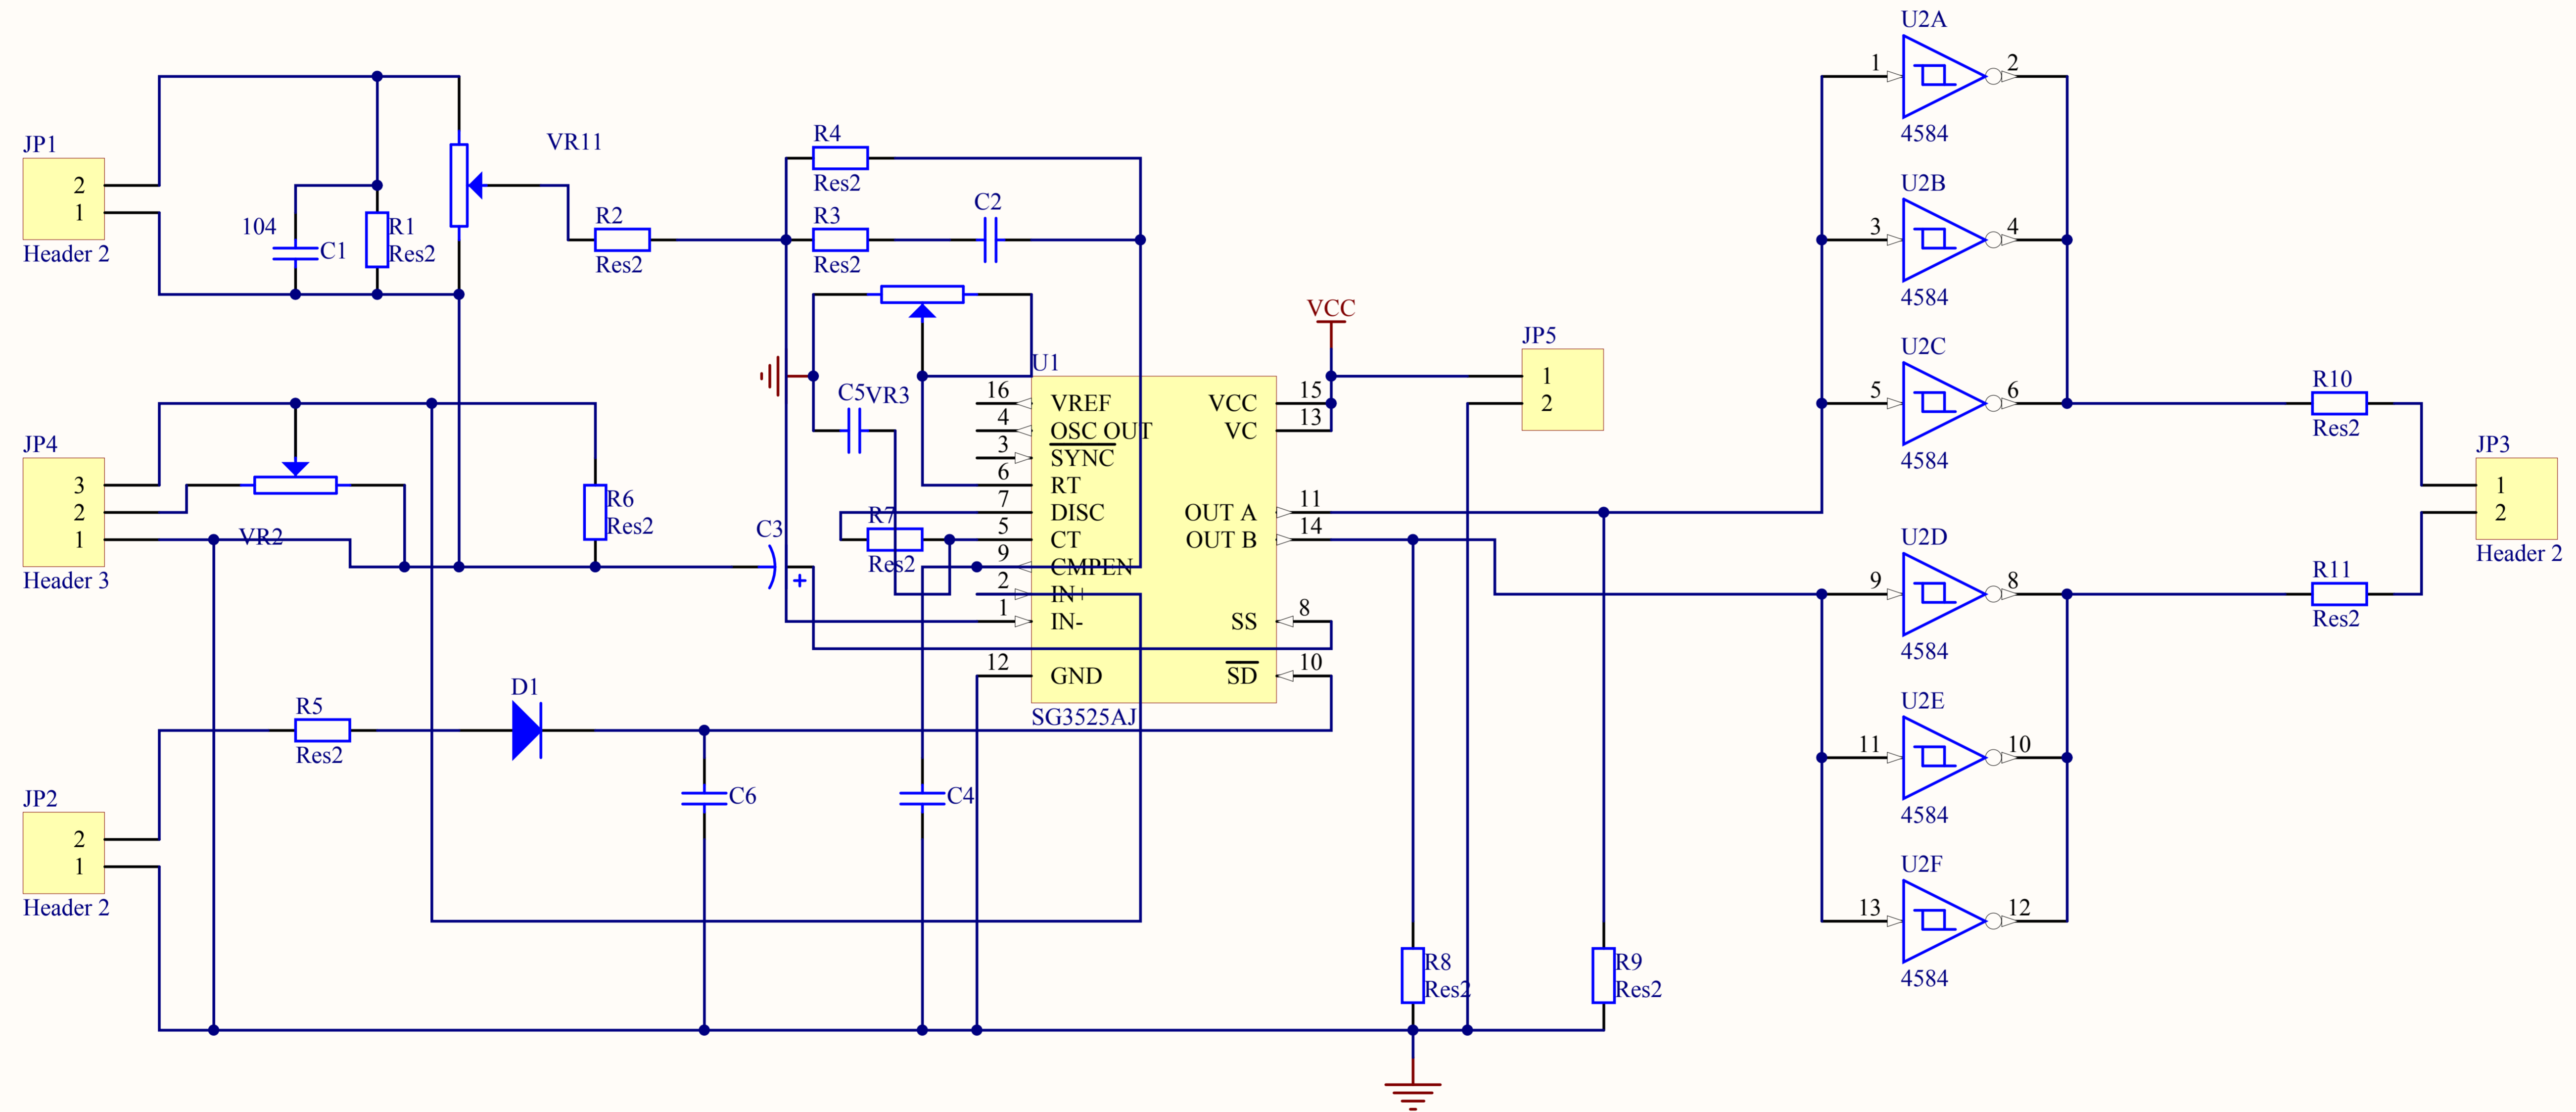 JP1
2
1
Header 2
104
C1
R1
Res2
VR11
R2
Res2
R4
Res2
R3
Res2
C2
C5
VR3
JP4
3
2
1
Header 3
VR2
R6
Res2
C3
+
R7
Res2
U1
16 VREF
4 OSC OUT
3 SYNC
6 RT
7 DISC
5 CT
9 CMPEN
2 IN+
1 IN-
12 GND
VCC 15
VC 13
OUT A 11
OUT B 14
SS 8
SD 10
SG3525AJ
VCC
JP5
1
2
JP2
2
1
Header 2
R5
Res2
D1
C6
C4
R8
Res2
R9
Res2
U2A
1 2
4584
U2B
3 4
4584
U2C
5 6
4584
U2D
9 8
4584
U2E
11 10
4584
U2F
13 12
4584
R10
Res2
R11
Res2
JP3
1
2
Header 2